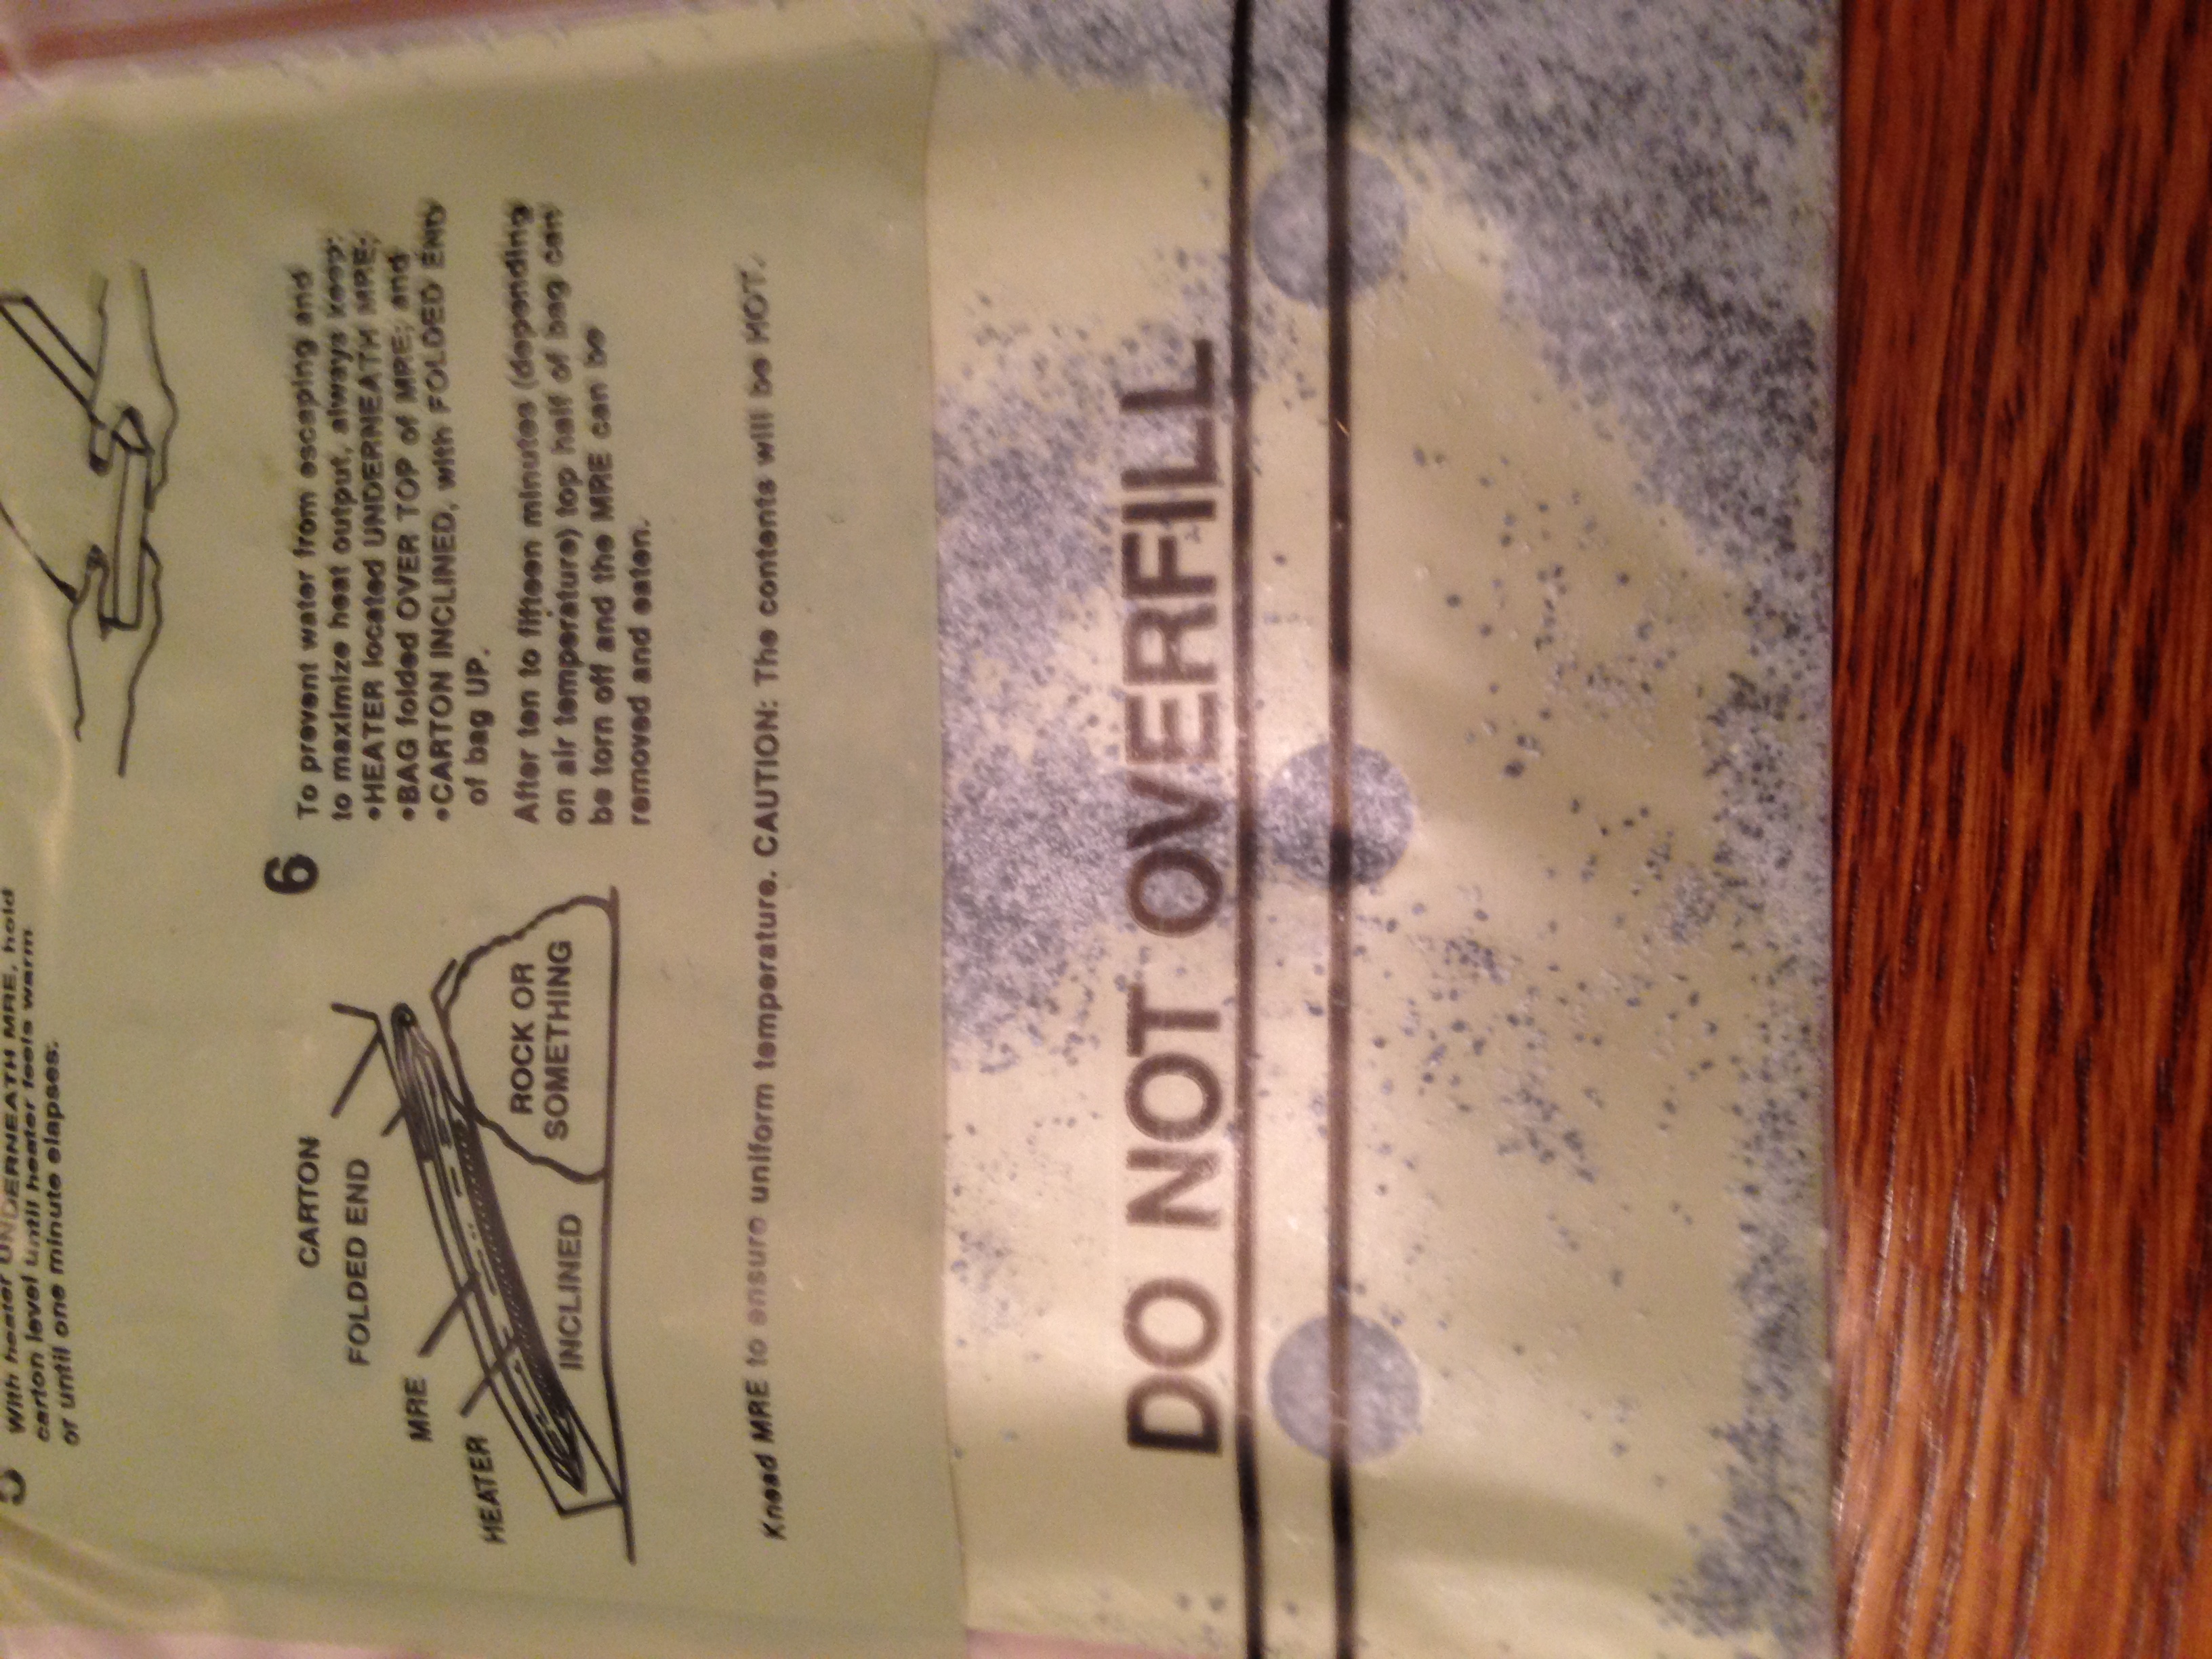 With heater UNDERNEATH MRE, hold
carton level until heater feels warm
or until one minute elapses.
CARTON
FOLDED END
MRE
HEATER
INCLINED
ROCK OR
SOMETHING
6
To prevent water from escaping and
to maximize heat output, always keep:
•HEATER located UNDERNEATH MRE;
•BAG folded OVER TOP of MRE; and
•CARTON INCLINED, with FOLDED END
of bag UP.
After ten to fifteen minutes (depending
on air temperature) top half of bag can
be torn off and the MRE can be
removed and eaten.
Knead MRE to ensure uniform temperature. CAUTION: The contents will be HOT.
DO NOT OVERFILL